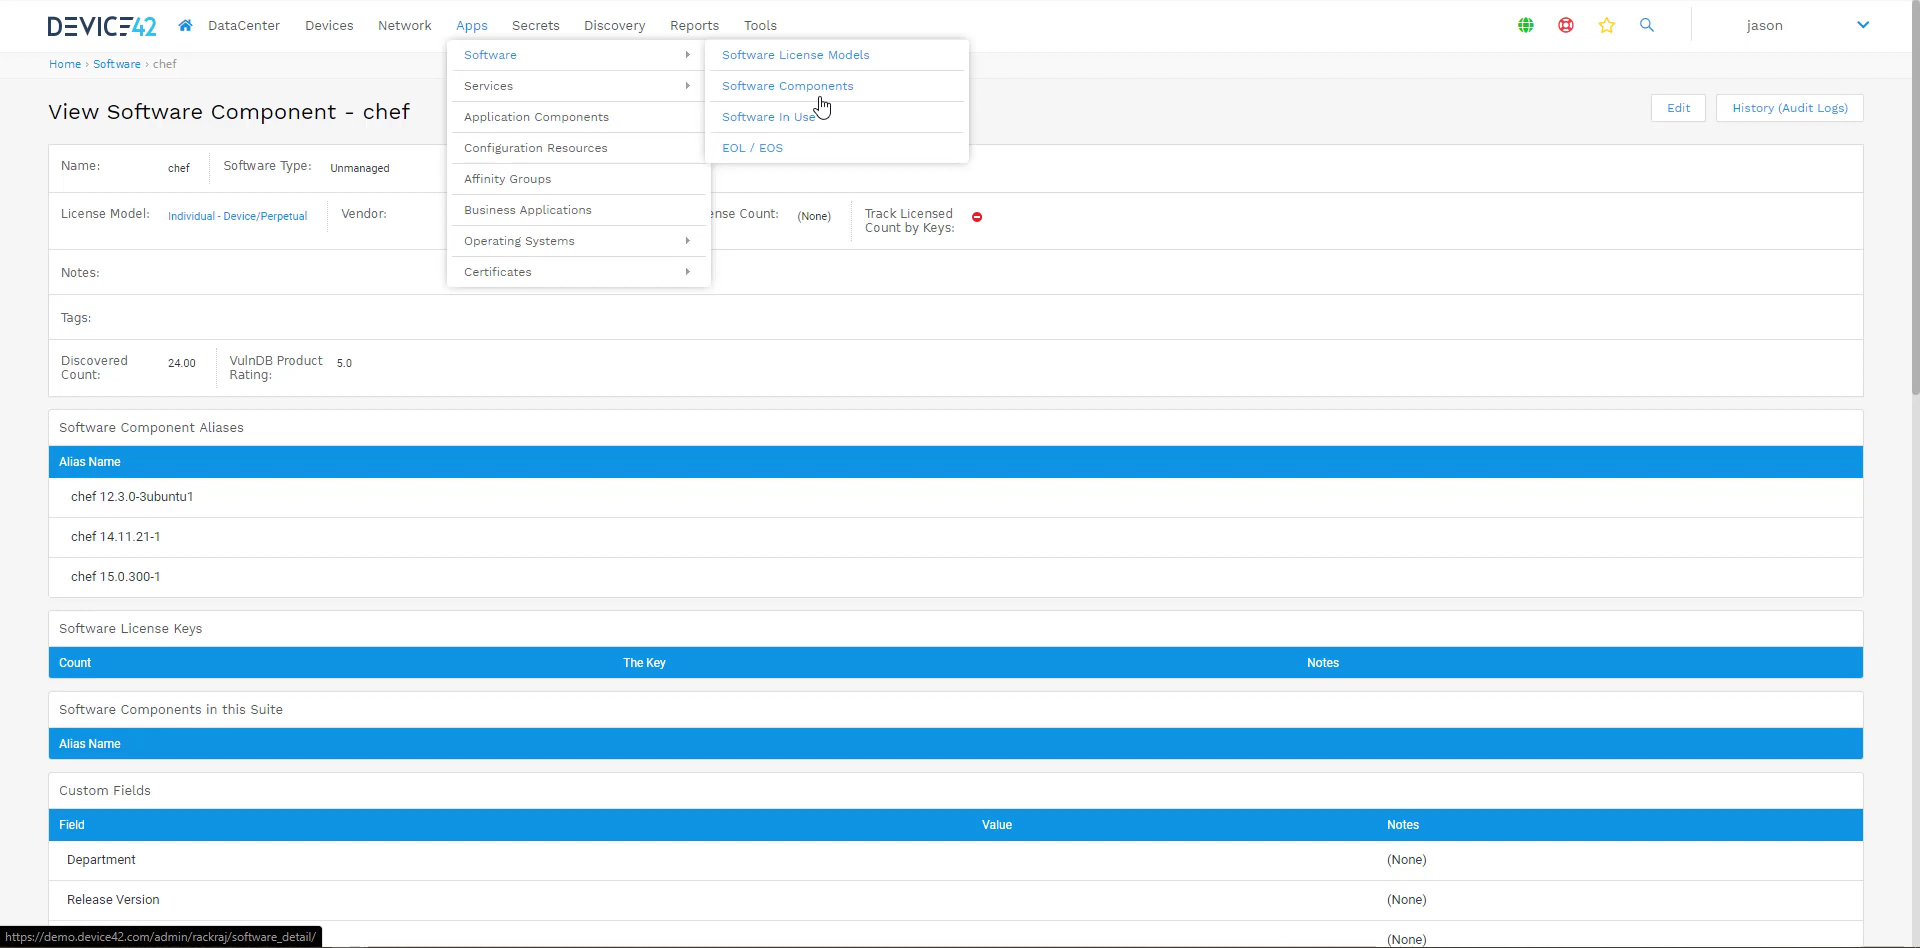 DEVICE42
DataCenter
Devices
Network
Apps
Secrets
Discovery
Reports
Tools
jason
Home › Software › chef
Software
Services
Application Components
Configuration Resources
Affinity Groups
Business Applications
Operating Systems
Certificates
Software License Models
Software Components
Software In Use
EOL / EOS
View Software Component - chef
Edit
History (Audit Logs)
Name:
chef
Software Type:
Unmanaged
License Model:
Individual - Device/Perpetual
Vendor:
Count:
(None)
Track Licensed
Count by Keys:
Notes:
Tags:
Discovered
Count:
24.00
VulnDB Product
Rating:
5.0
Software Component Aliases
Alias Name
chef 12.3.0-3ubuntu1
chef 14.11.21-1
chef 15.0.300-1
Software License Keys
Count
The Key
Notes
Software Components in this Suite
Alias Name
Custom Fields
Field
Value
Notes
Department
(None)
Release Version
(None)
(None)
https://demo.device42.com/admin/rackraj/software_detail/